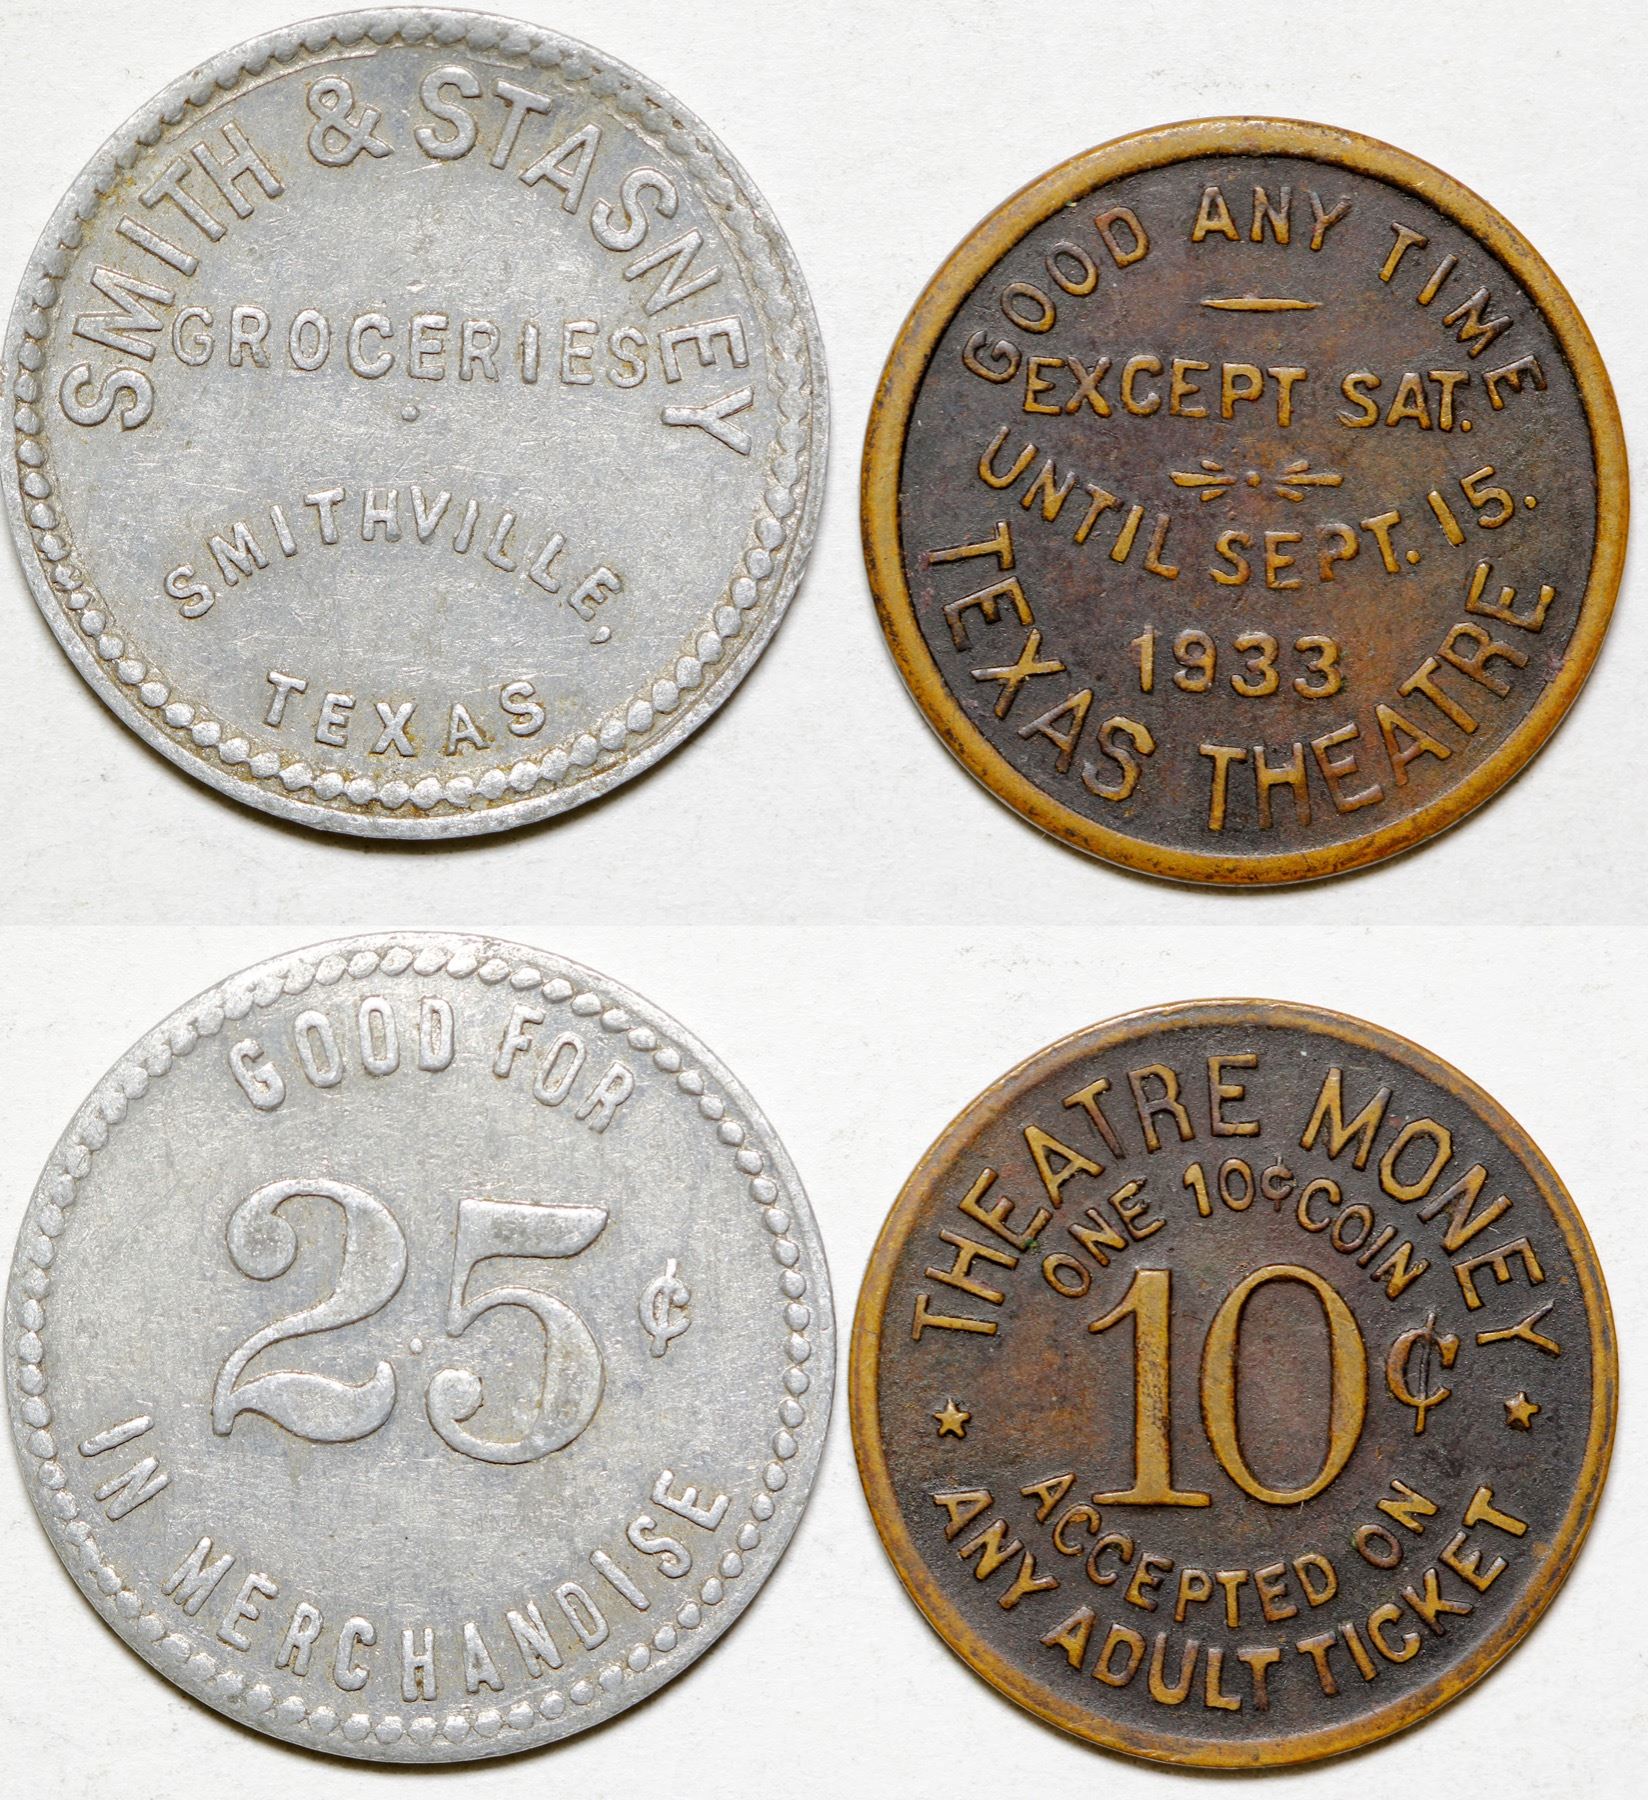 SMITH & STASNEY
GROCERIES
SMITHVILLE,
TEXAS
GOOD ANY TIME
EXCEPT SAT.
UNTIL SEPT. 15.
1933
TEXAS THEATRE
GOOD FOR
25 ¢
IN MERCHANDISE
THEATRE MONEY
ONE 10¢ COIN
10 ¢
ACCEPTED ON
ANY ADULT TICKET